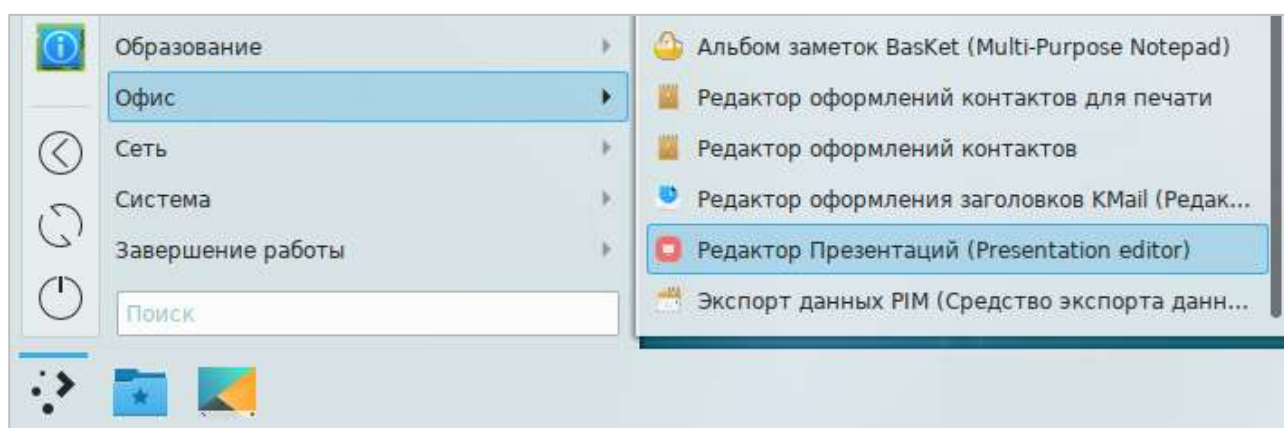 Образование
Офис
Сеть
Система
Завершение работы
Поиск
Альбом заметок BasKet (Multi-Purpose Notepad)
Редактор оформлений контактов для печати
Редактор оформлений контактов
Редактор оформления заголовков KMail (Редак...
Редактор Презентаций (Presentation editor)
Экспорт данных PIM (Средство экспорта данн...